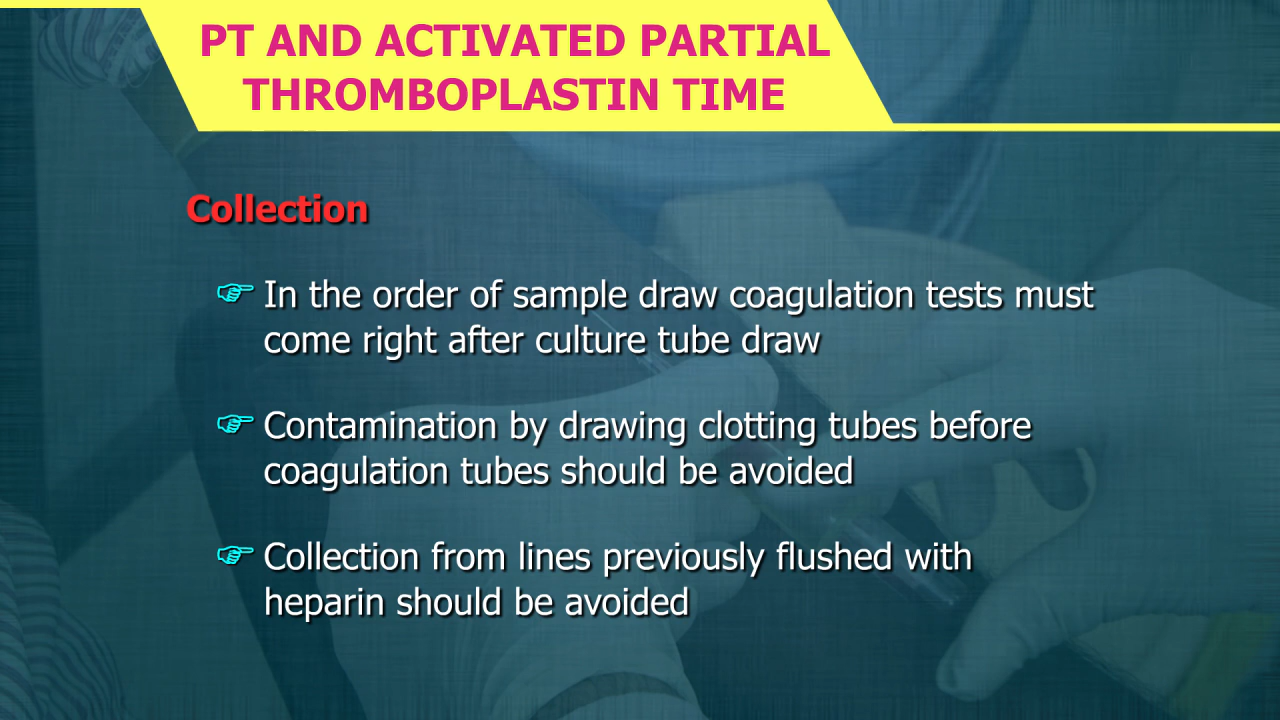 PT AND ACTIVATED PARTIAL
THROMBOPLASTIN TIME
Collection
☞ In the order of sample draw coagulation tests must
come right after culture tube draw
☞ Contamination by drawing clotting tubes before
coagulation tubes should be avoided
☞ Collection from lines previously flushed with
heparin should be avoided